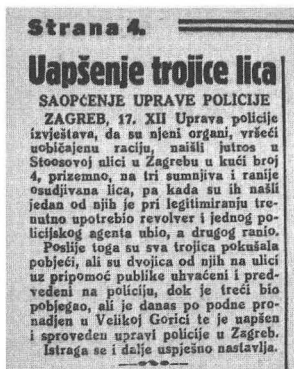 Strana 4.
Uapšenje trojice lica
SAOPĆENJE UPRAVE POLICIJE
ZAGREB, 17. XII Uprava policije
izvještava, da su njeni organi, vršeći
uobičajenu raciju, naišli jutros u
Stoosovoj ulici u Zagrebu u kući broj
4, prizemno, na tri sumnjiva i ranije
osudjivana lica, pa kada su ih našli
jedan od njih je pri legitimiranju tre-
nutno upotrebio revolver i jednog po-
licijskog agenta ubio, a drugog ranio.
Poslije toga su sva trojica pokušala
pobjeći, ali su dvojica od njih na ulici
uz pripomoć publike uhvaćeni i pred-
vedeni na policiju, dok je treći bio
pobjegao, ali je danas po podne pro-
nadjen u Velikoj Gorici te je uapšen
i sproveden upravi policije u Zagreb.
Istraga se i dalje uspješno nastavlja.